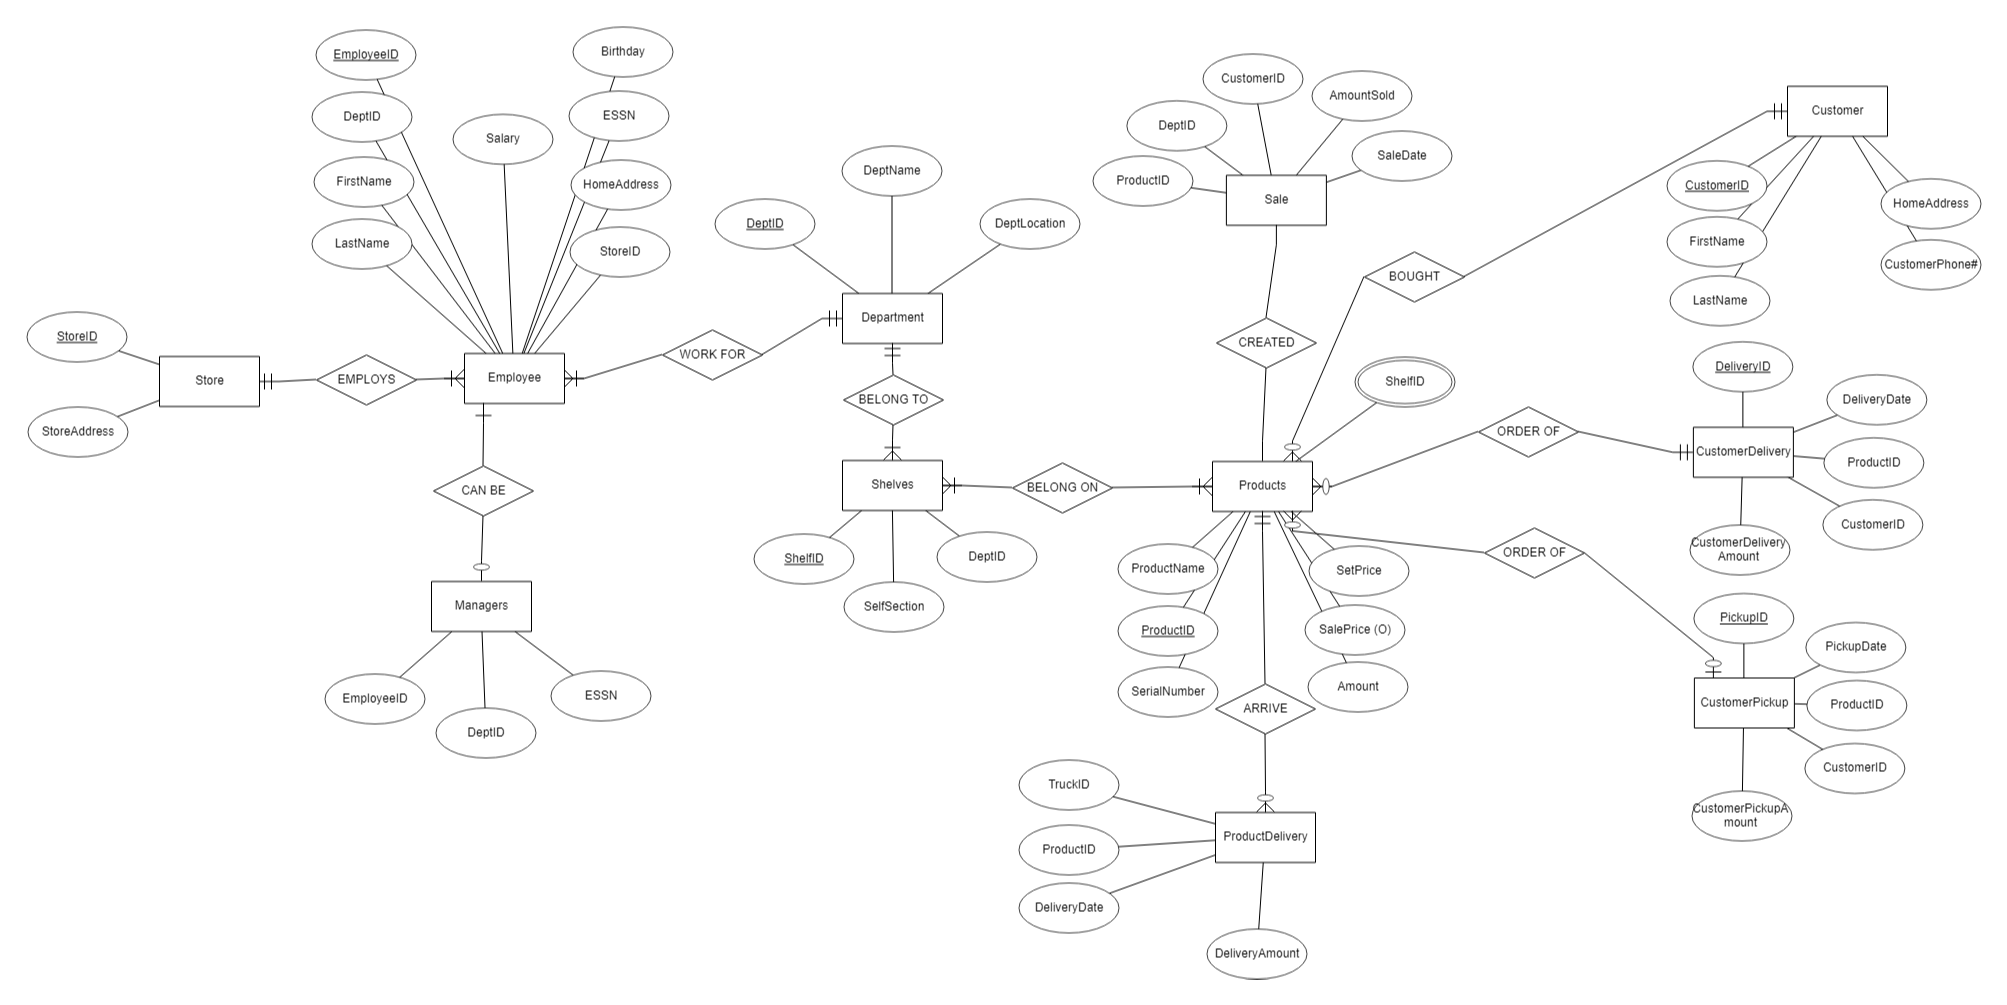 EmployeeID
Birthday
DeptID
ESSN
Salary
FirstName
HomeAddress
LastName
StoreID
StoreID
Store
StoreAddress
EMPLOYS
Employee
WORK FOR
CAN BE
Managers
EmployeeID
DeptID
ESSN
DeptName
DeptID
DeptLocation
Department
BELONG TO
Shelves
ShelfID
SelfSection
DeptID
BELONG ON
CustomerID
AmountSold
DeptID
SaleDate
ProductID
Sale
CREATED
BOUGHT
Customer
CustomerID
HomeAddress
FirstName
CustomerPhone#
LastName
ShelfID
Products
ProductName
SetPrice
ProductID
SalePrice (O)
SerialNumber
Amount
ARRIVE
TruckID
ProductID
DeliveryDate
ProductDelivery
DeliveryAmount
ORDER OF
DeliveryID
DeliveryDate
CustomerDelivery
ProductID
CustomerID
CustomerDelivery
Amount
ORDER OF
PickupID
PickupDate
CustomerPickup
ProductID
CustomerID
CustomerPickupA
mount